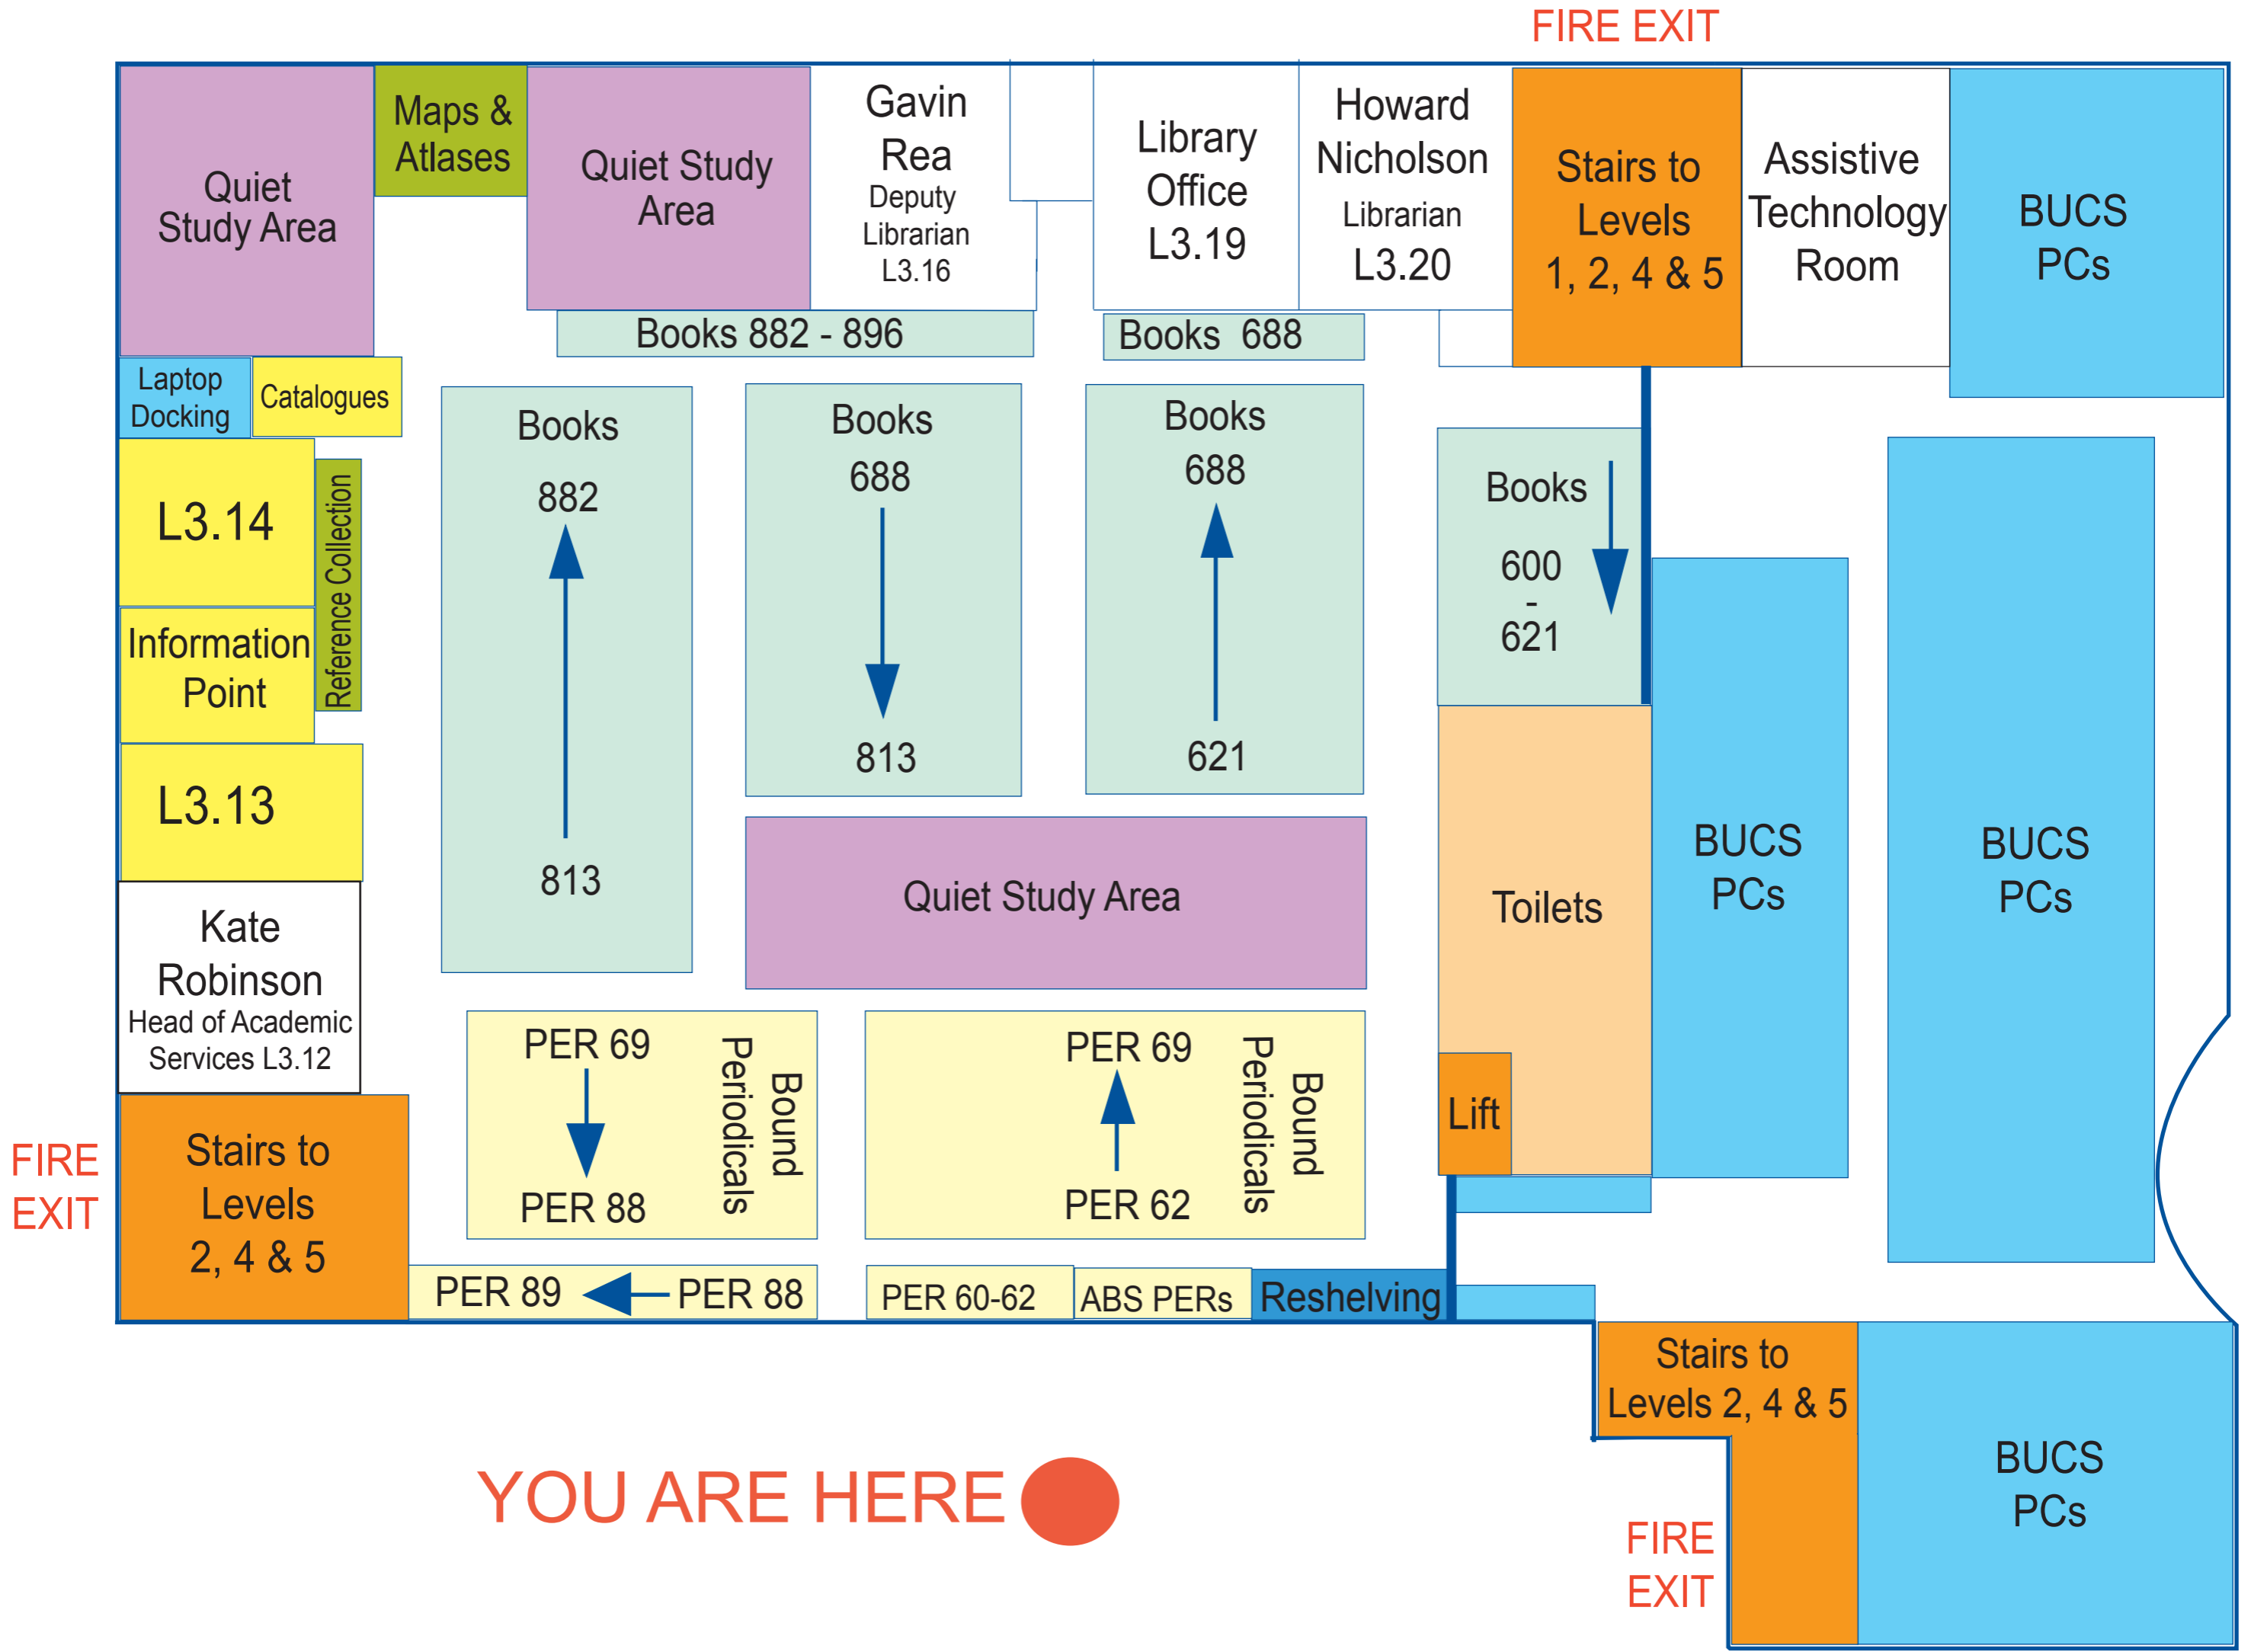 FIRE EXIT
Quiet
Study Area
Maps &
Atlases
Quiet Study
Area
Gavin
Rea
Deputy
Librarian
L3.16
Library
Office
L3.19
Howard
Nicholson
Librarian
L3.20
Stairs to
Levels
1, 2, 4 & 5
Assistive
Technology
Room
BUCS
PCs
Books 882 - 896
Books 688
Laptop
Docking
Catalogues
L3.14
Reference Collection
Information
Point
L3.13
Kate
Robinson
Head of Academic
Services L3.12
Books
882
813
Books
688
813
Books
688
621
Books
600
-
621
Quiet Study Area
Toilets
Lift
BUCS
PCs
BUCS
PCs
PER 69
PER 88
Bound
Periodicals
PER 69
PER 62
Bound
Periodicals
FIRE
EXIT
Stairs to
Levels
2, 4 & 5
PER 89
PER 88
PER 60-62
ABS PERs
Reshelving
Stairs to
Levels 2, 4 & 5
BUCS
PCs
YOU ARE HERE
FIRE
EXIT